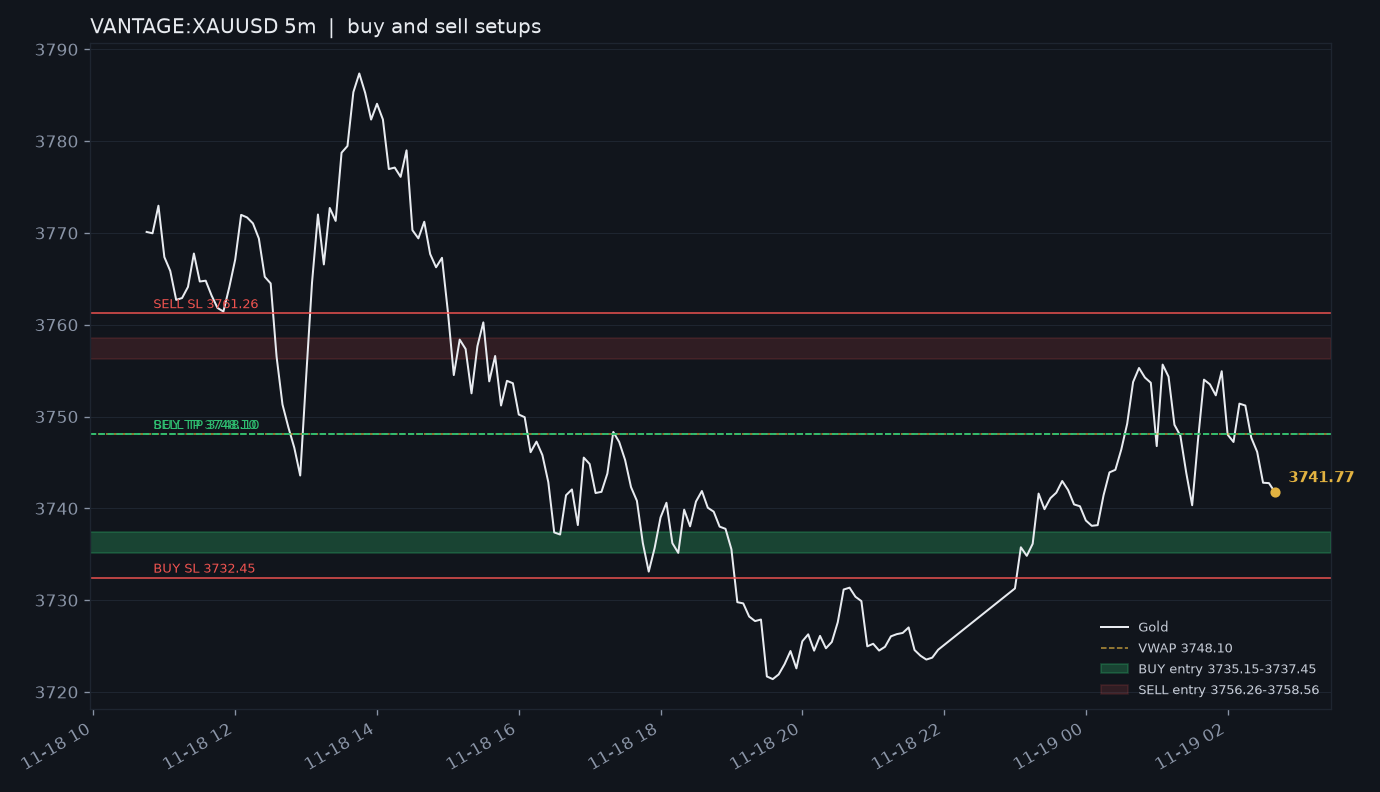 VANTAGE:XAUUSD 5m | buy and sell setups
3790
3780
3770
3760
3750
3740
3730
3720
SELL SL 3761.26
BUY SL 3732.45
3741.77
Gold
VWAP 3748.10
BUY entry 3735.15-3737.45
SELL entry 3756.26-3758.56
11-18 10
11-18 12
11-18 14
11-18 16
11-18 18
11-18 20
11-18 22
11-19 00
11-19 02